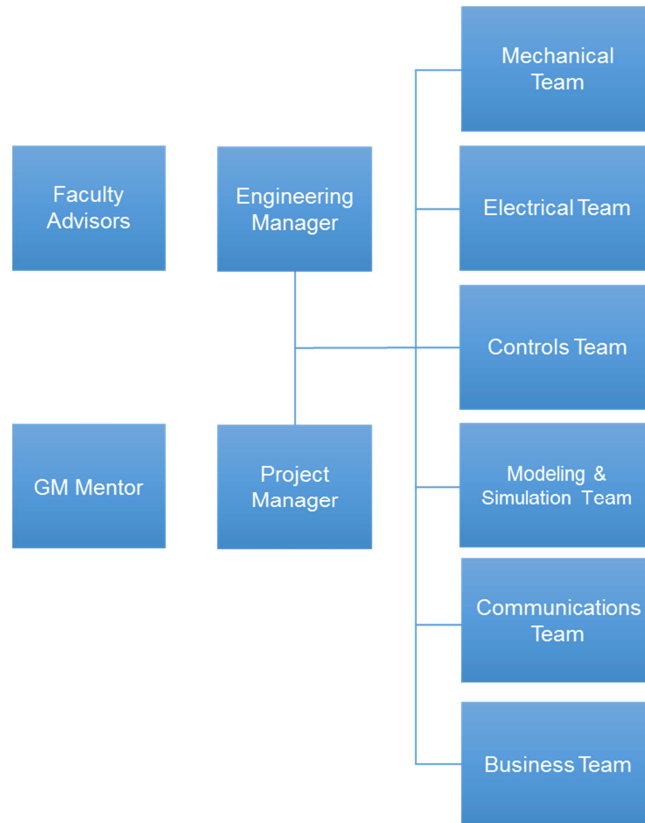 Faculty
Advisors
GM Mentor
Engineering
Manager
Project
Manager
Mechanical
Team
Electrical Team
Controls Team
Modeling &
Simulation Team
Communications
Team
Business Team